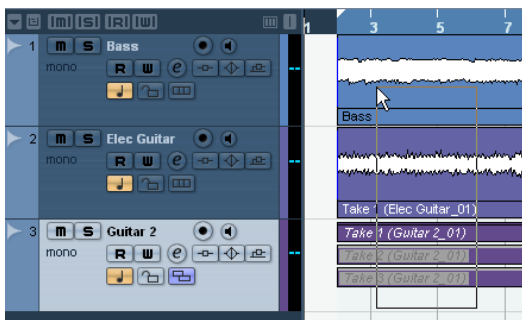 m S R W
1 3 5 7
1 m S Bass
mono R W e
Bass
2 m S Elec Guitar
mono R W e
Take 1 (Elec Guitar_01)
3 m S Guitar 2
mono R W e
Take 1 (Guitar 2_01)
Take 2 (Guitar 2_01)
Take 3 (Guitar 2_01)